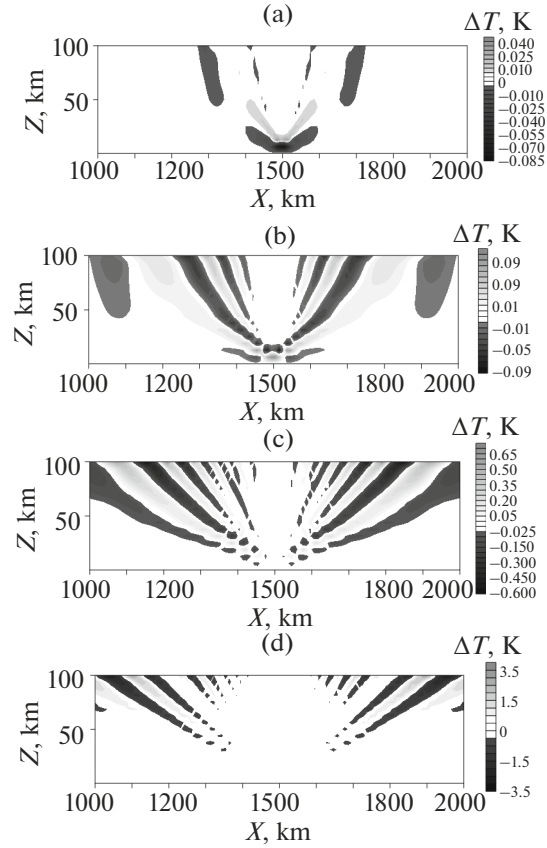 (a)
ΔT, K
100
50
Z, km
0.040
0.025
0.010
0
−0.010
−0.025
−0.040
−0.055
−0.070
−0.085
1000 1200 1500 1800 2000
X, km
(b)
ΔT, K
100
50
Z, km
0.09
0.09
0.01
−0.01
−0.05
−0.09
1000 1200 1500 1800 2000
X, km
(c)
ΔT, K
100
50
Z, km
0.65
0.50
0.35
0.20
0.05
−0.025
−0.150
−0.300
−0.450
−0.600
1000 1200 1500 1800 2000
X, km
(d)
ΔT, K
100
50
Z, km
3.5
1.5
0
−1.5
−3.5
1000 1200 1500 1800 2000
X, km